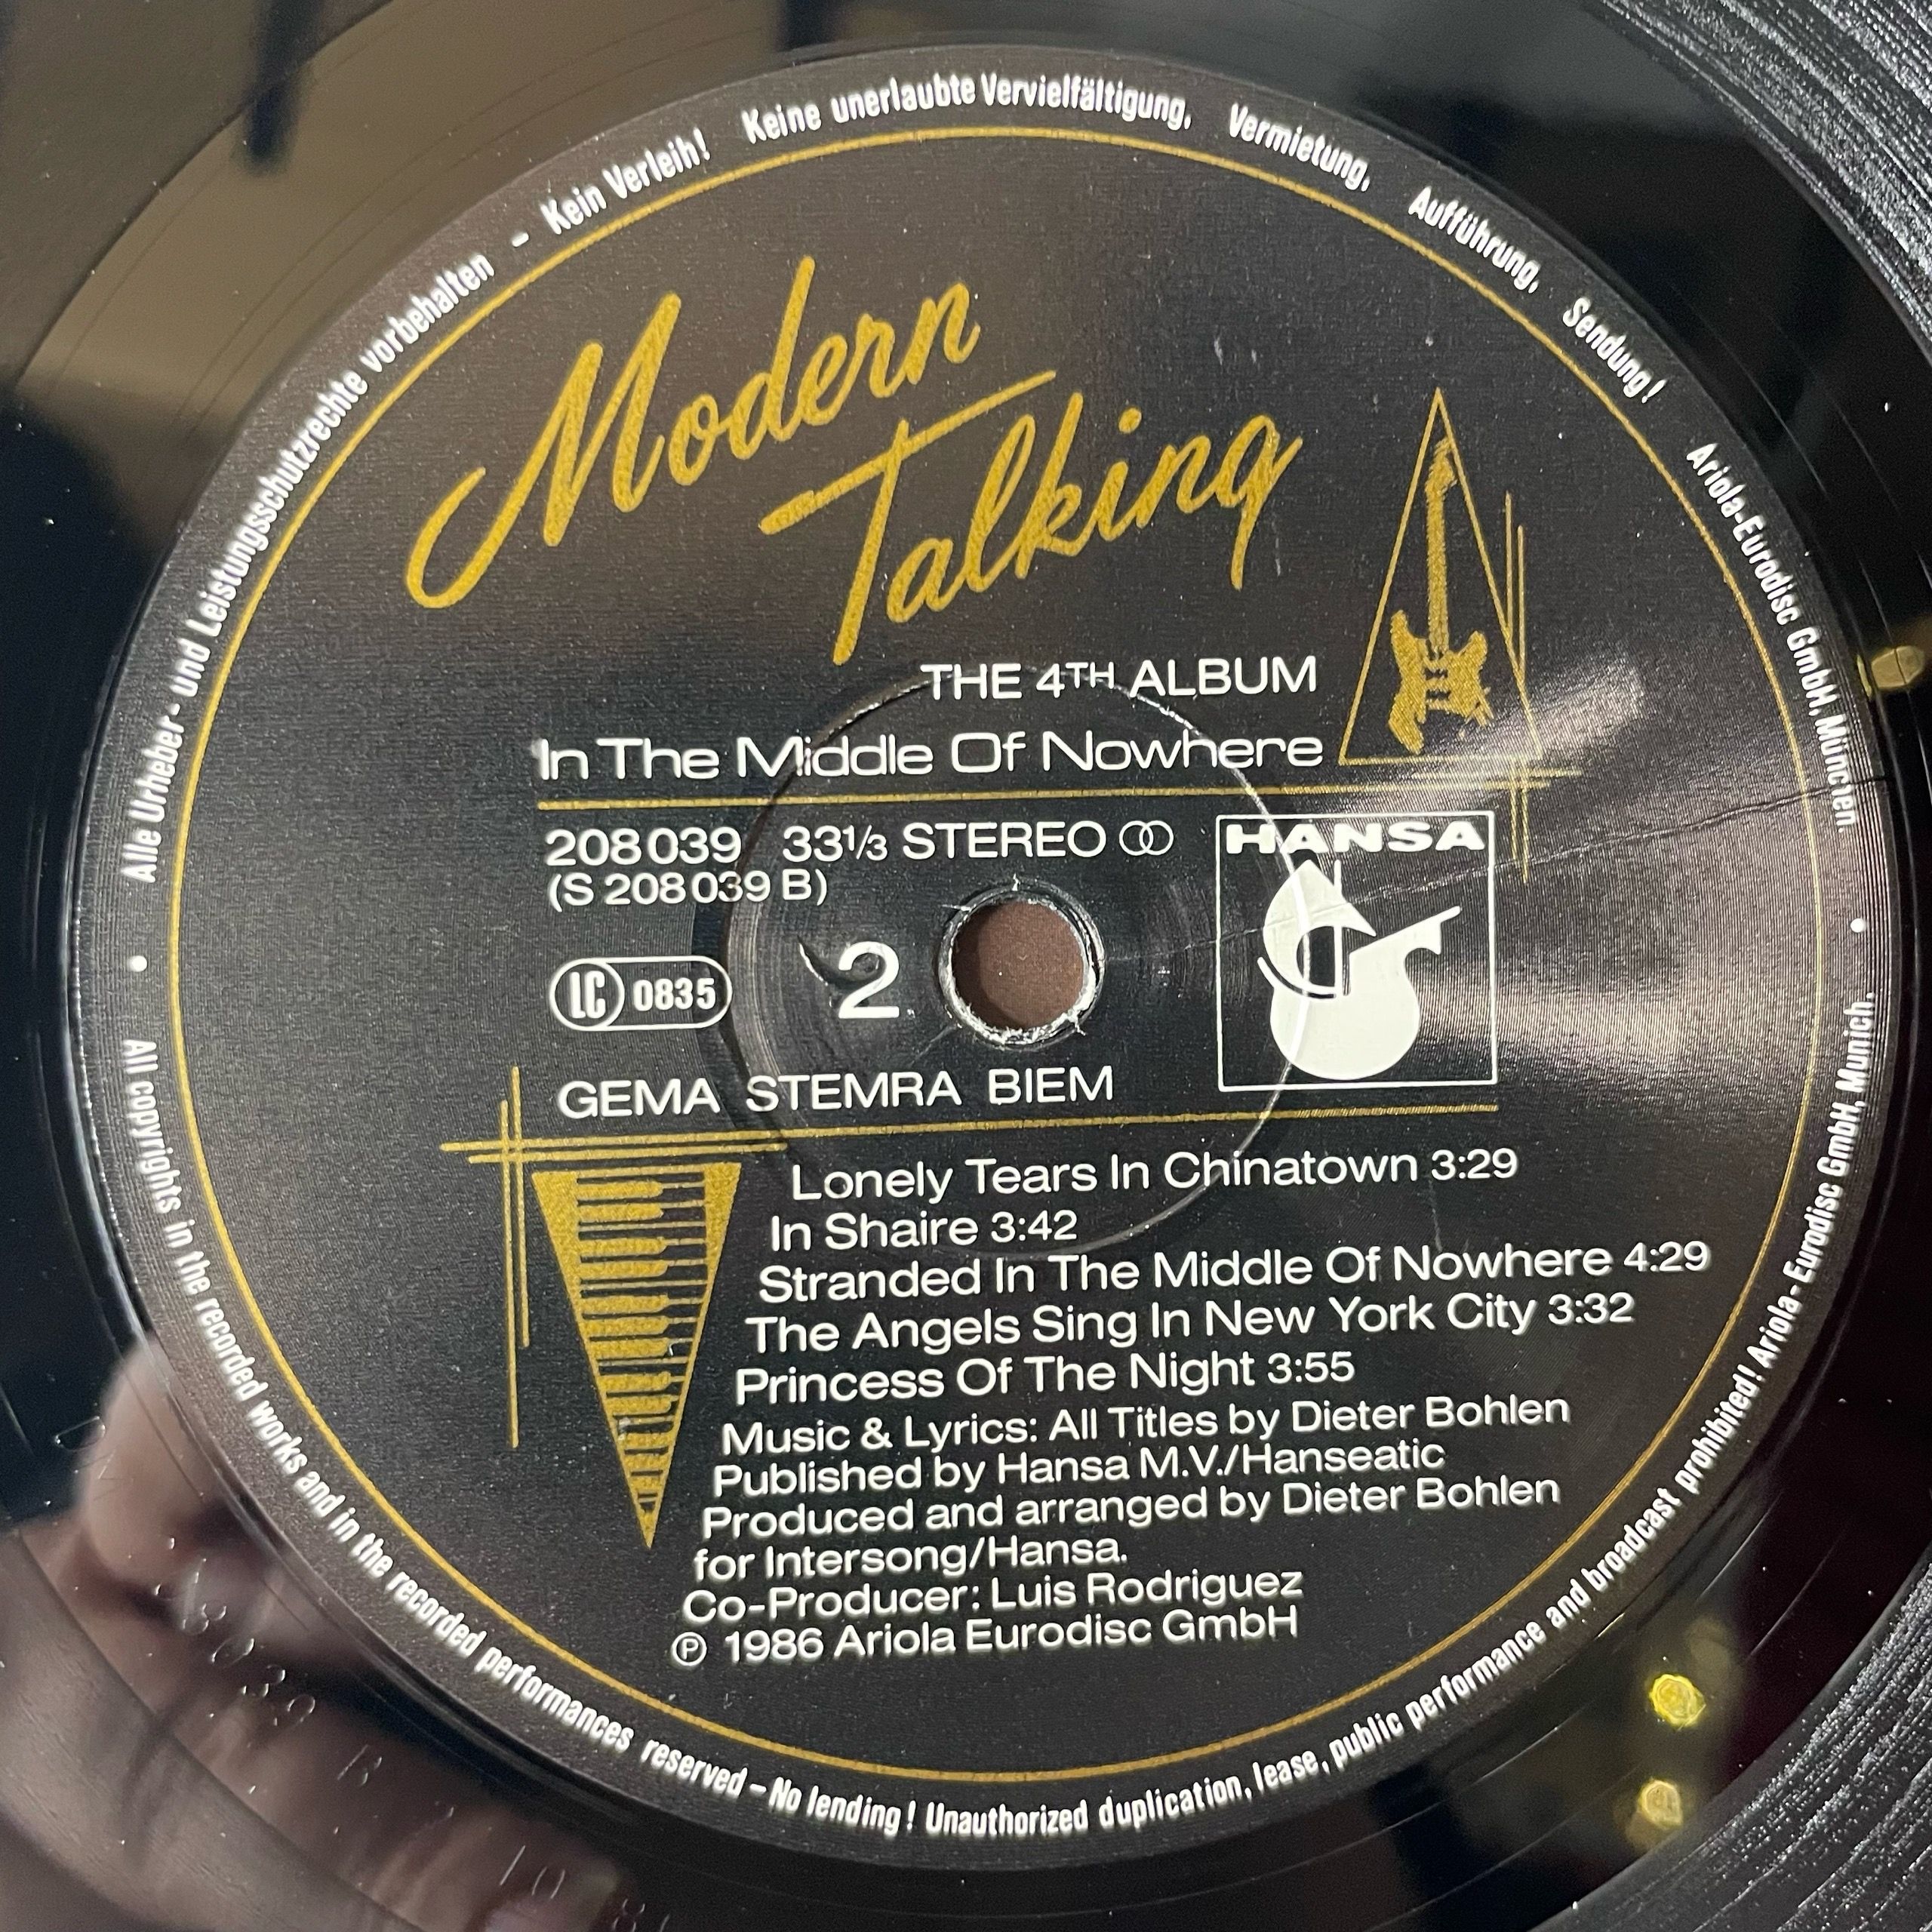 Alle Urheber- und Leistungsschutzrechte vorbehalten – Kein Verleih! Keine unerlaubte Vervielfältigung, Vermietung, Aufführung, Sendung! Ariola-Eurodisc GmbH, München.
Modern
Talking
THE 4TH ALBUM
In The Middle Of Nowhere
208 039 33 1/3 STEREO
(S 208 039 B)
HANSA
LC 0835
2
GEMA STEMRA BIEM
Lonely Tears In Chinatown 3:29
In Shaire 3:42
Stranded In The Middle Of Nowhere 4:29
The Angels Sing In New York City 3:32
Princess Of The Night 3:55
Music & Lyrics: All Titles by Dieter Bohlen
Published by Hansa M.V./Hanseatic
Produced and arranged by Dieter Bohlen
for Intersong/Hansa.
Co-Producer: Luis Rodriguez
℗ 1986 Ariola Eurodisc GmbH
All copyrights in the recorded works and in the recorded performances reserved – No lending! Unauthorized duplication, lease, public performance and broadcast prohibited! Ariola-Eurodisc GmbH, Munich.